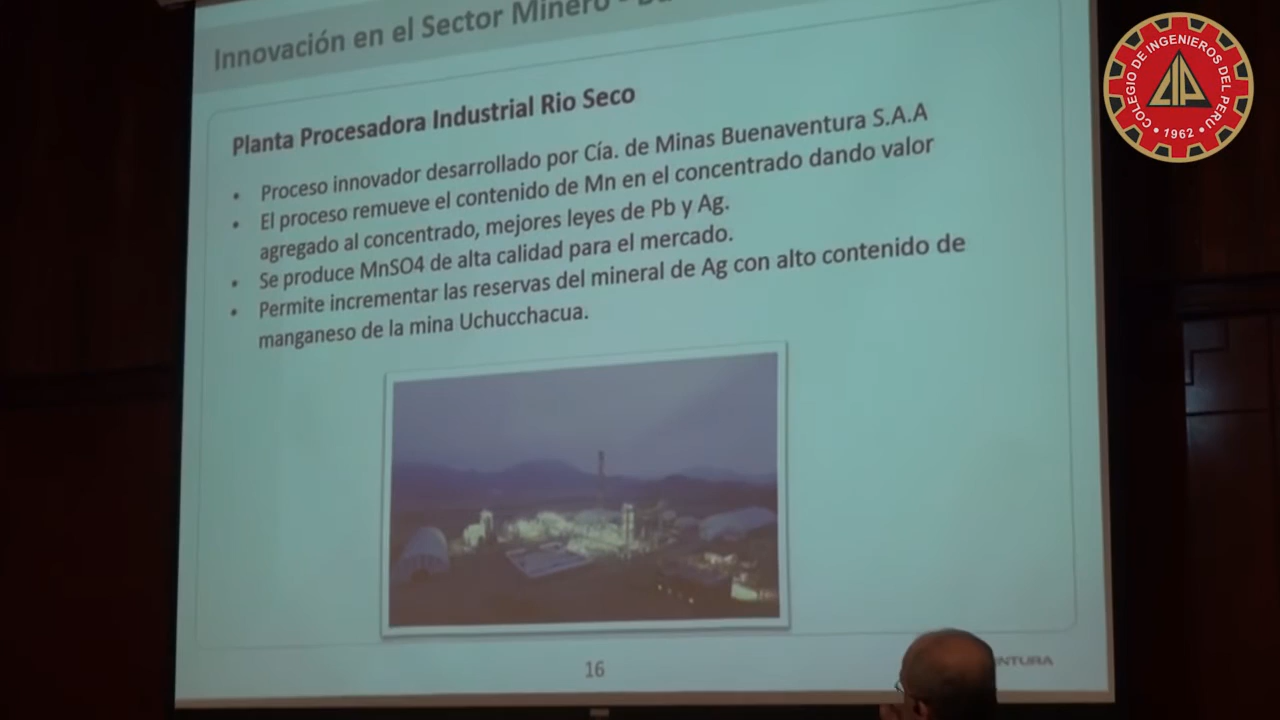 Innovación en el Sector Minero -
Planta Procesadora Industrial Rio Seco
• Proceso innovador desarrollado por Cía. de Minas Buenaventura S.A.A
• El proceso remueve el contenido de Mn en el concentrado dando valor
agregado al concentrado, mejores leyes de Pb y Ag.
• Se produce MnSO4 de alta calidad para el mercado.
• Permite incrementar las reservas del mineral de Ag con alto contenido de
manganeso de la mina Uchucchacua.
16
COLEGIO DE INGENIEROS DEL PERU
• 1962 •
CIP